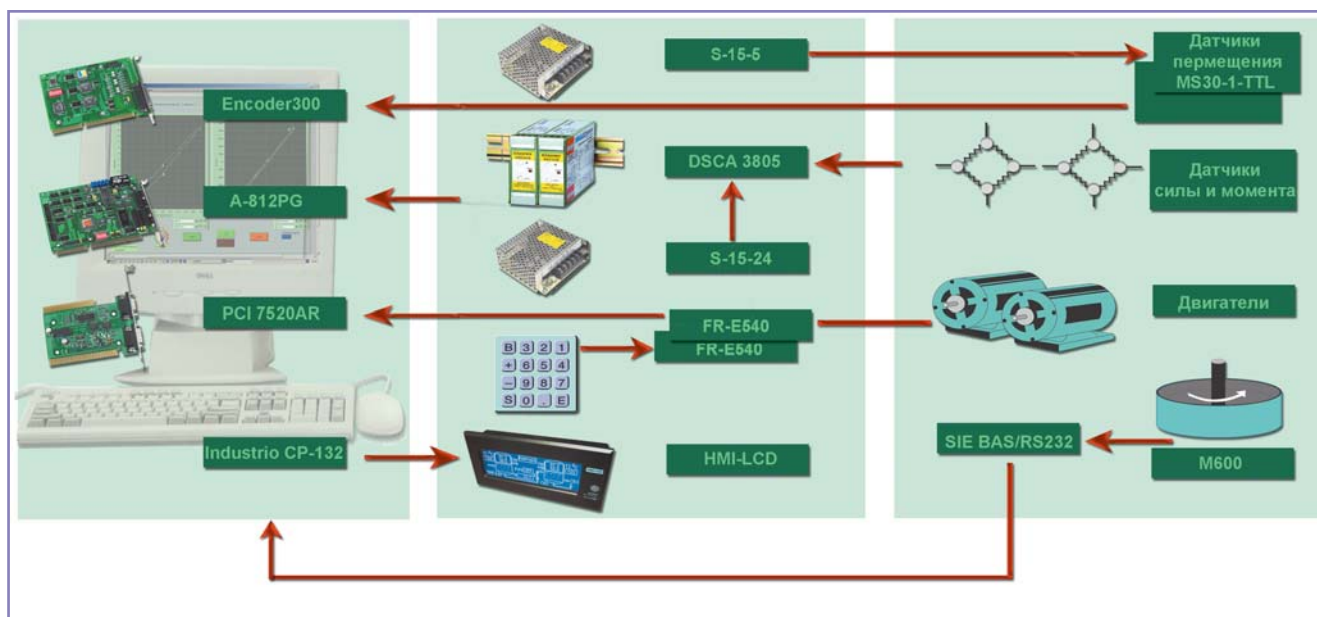 Encoder300
A-812PG
PCI 7520AR
Industrio CP-132
S-15-5
DSCA 3805
S-15-24
FR-E540
FR-E540
B 3 2 1
+ 6 5 4
− 9 8 7
S 0 . E
HMI-LCD
Датчики
пермещения
MS30-1-TTL
Датчики
силы и момента
Двигатели
SIE BAS/RS232
M600